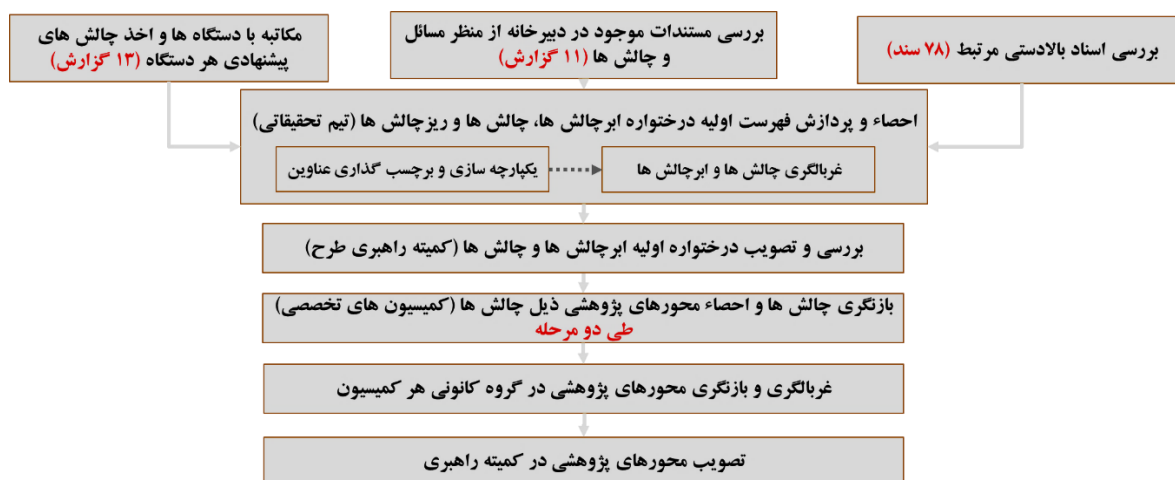 بررسی اسناد بالادستی مرتبط (۷۸ سند)
بررسی مستندات موجود در دبیرخانه از منظر مسائل
و چالش ها (۱۱ گزارش)
مکاتبه با دستگاه ها و اخذ چالش های
پیشنهادی هر دستگاه (۱۳ گزارش)
احصاء و پردازش فهرست اولیه درختواره ابرچالش ها، چالش ها و ریزچالش ها (تیم تحقیقاتی)
غربالگری چالش ها و ابرچالش ها
یکپارچه سازی و برچسب گذاری عناوین
بررسی و تصویب درختواره اولیه ابرچالش ها و چالش ها (کمیته راهبری طرح)
بازنگری چالش ها و احصاء محورهای پژوهشی ذیل چالش ها (کمیسیون های تخصصی)
طی دو مرحله
غربالگری و بازنگری محورهای پژوهشی در گروه کانونی هر کمیسیون
تصویب محورهای پژوهشی در کمیته راهبری